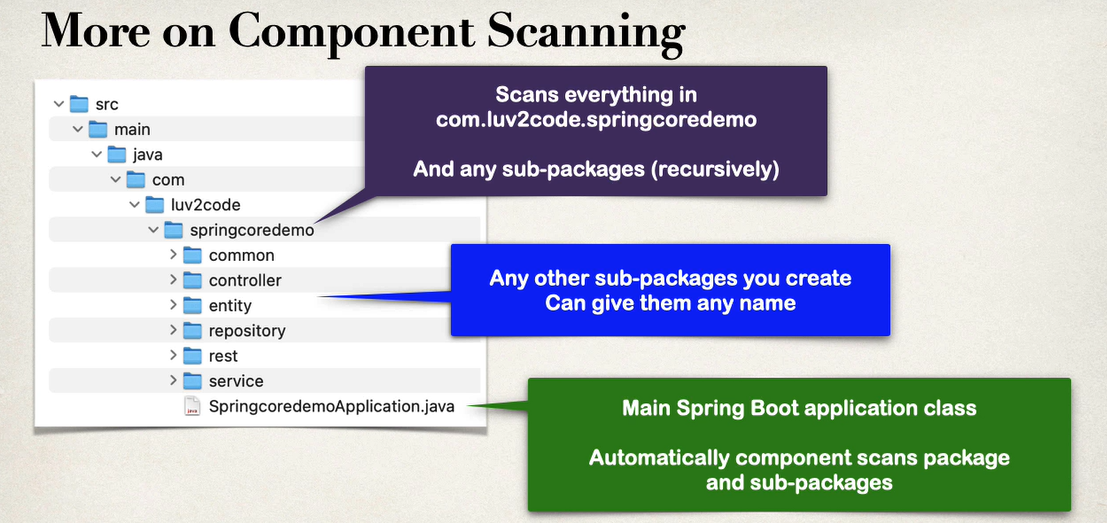 More on Component Scanning
src
main
java
com
luv2code
springcoredemo
common
controller
entity
repository
rest
service
SpringcoredemoApplication.java
Scans everything in
com.luv2code.springcoredemo
And any sub-packages (recursively)
Any other sub-packages you create
Can give them any name
Main Spring Boot application class
Automatically component scans package
and sub-packages